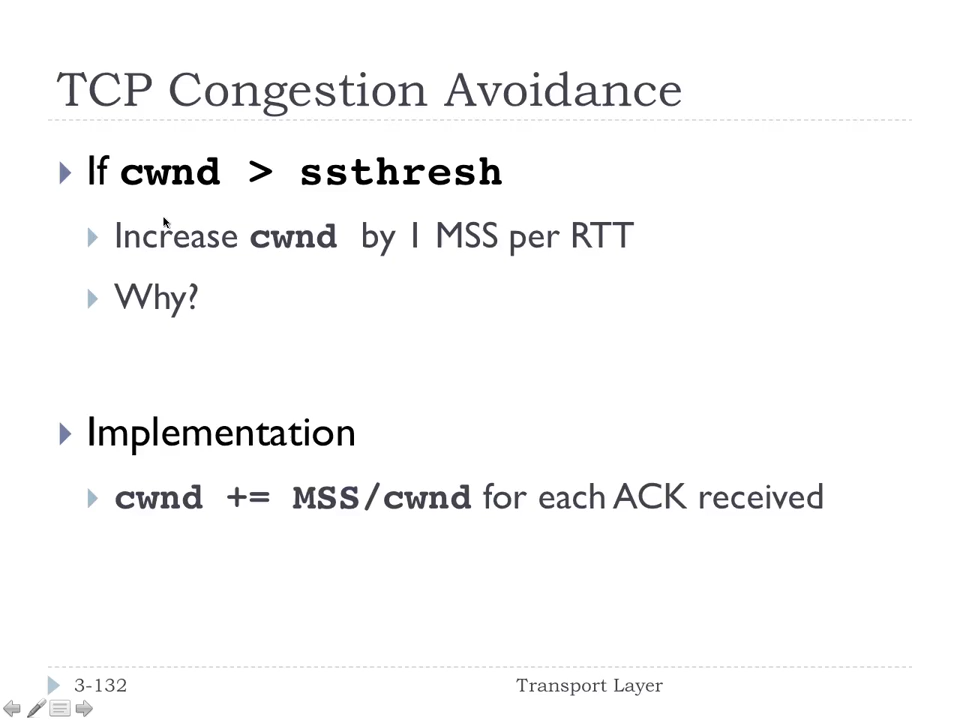 TCP Congestion Avoidance
If cwnd > ssthresh
Increase cwnd by 1 MSS per RTT
Why?
Implementation
cwnd += MSS/cwnd for each ACK received
3-132
Transport Layer